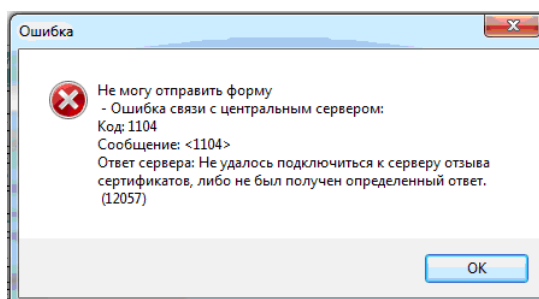 Ошибка
Не могу отправить форму
- Ошибка связи с центральным сервером:
Код: 1104
Сообщение: <1104>
Ответ сервера: Не удалось подключиться к серверу отзыва
сертификатов, либо не был получен определенный ответ.
(12057)
ОК